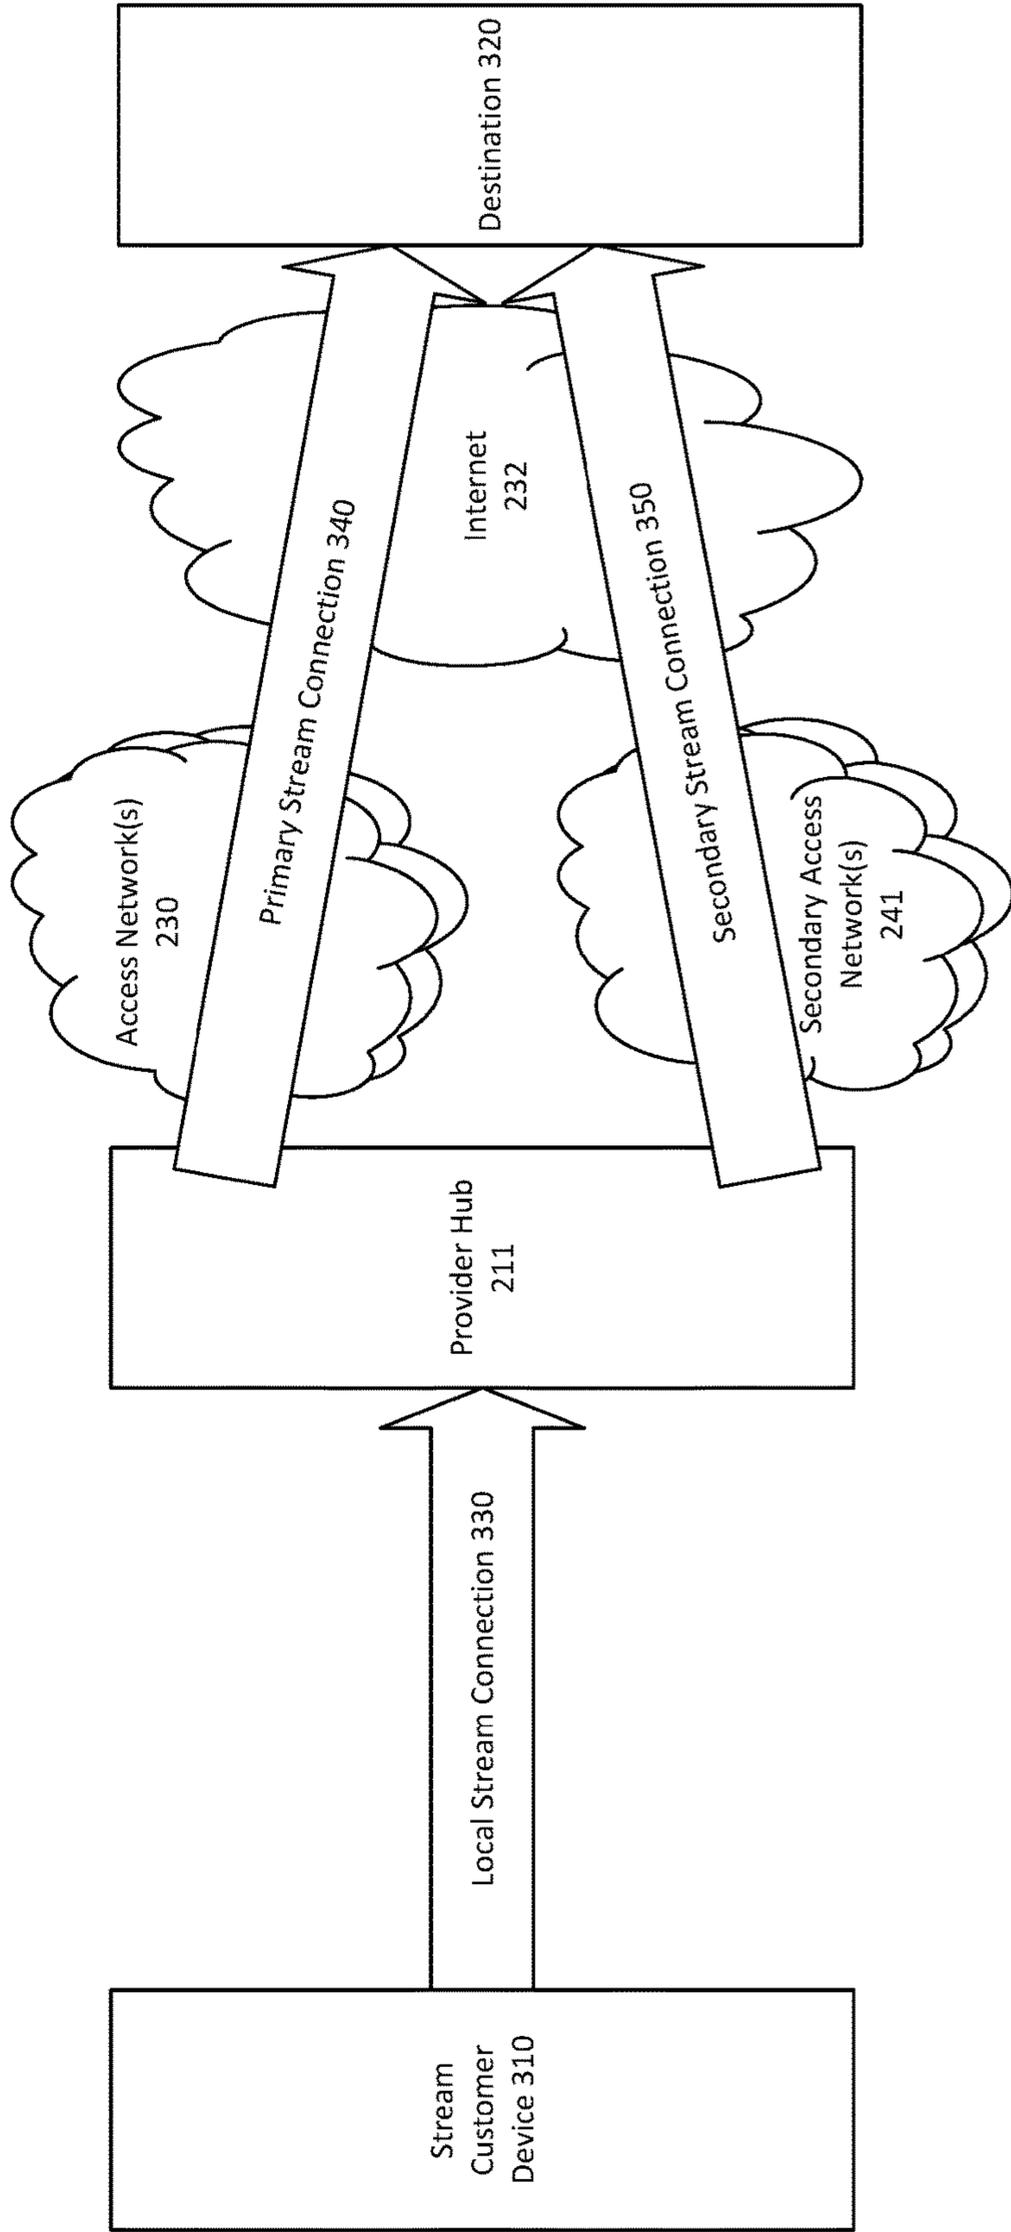 Stream
Customer
Device 310
Local Stream Connection 330
Provider Hub
211
Access Network(s)
230
Primary Stream Connection 340
Secondary Stream Connection 350
Secondary Access
Network(s)
241
Internet
232
Destination 320